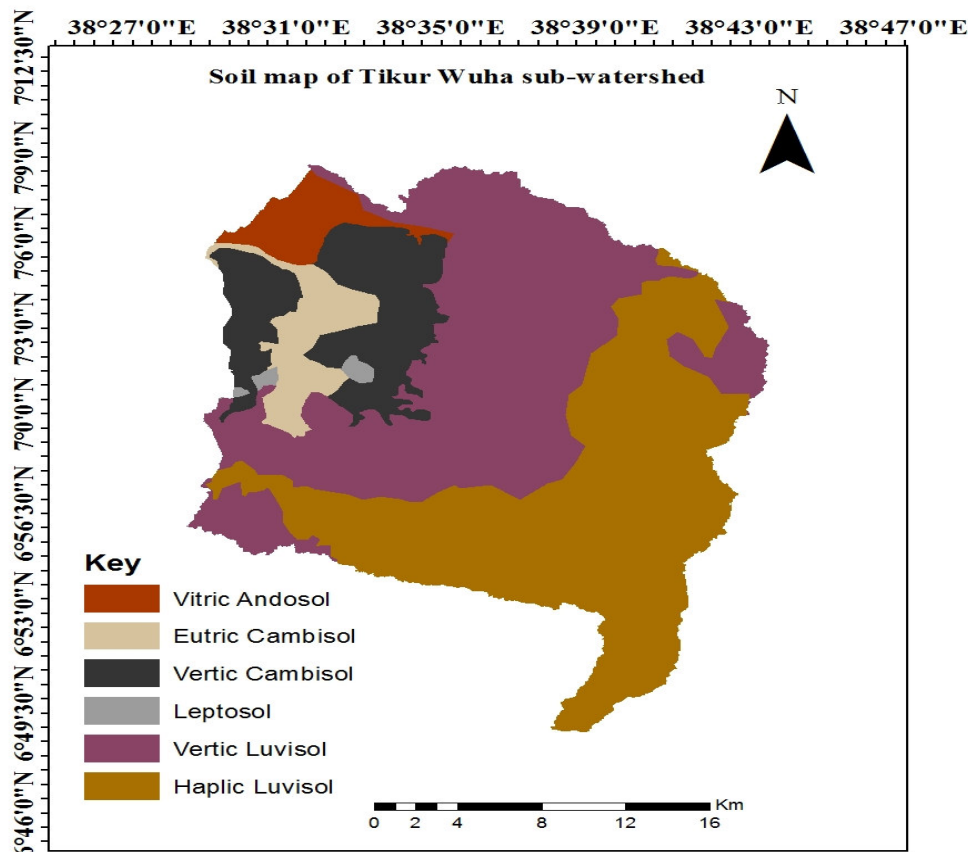 38°27'0"E 38°31'0"E 38°35'0"E 38°39'0"E 38°43'0"E 38°47'0"E
Soil map of Tikur Wuha sub-watershed
N
7°12'30"N
7°9'0"N
7°6'0"N
7°3'0"N
7°0'0"N
6°56'30"N
6°53'0"N
6°49'30"N
6°46'0"N
Key
Vitric Andosol
Eutric Cambisol
Vertic Cambisol
Leptosol
Vertic Luvisol
Haplic Luvisol
Km
0 2 4 8 12 16